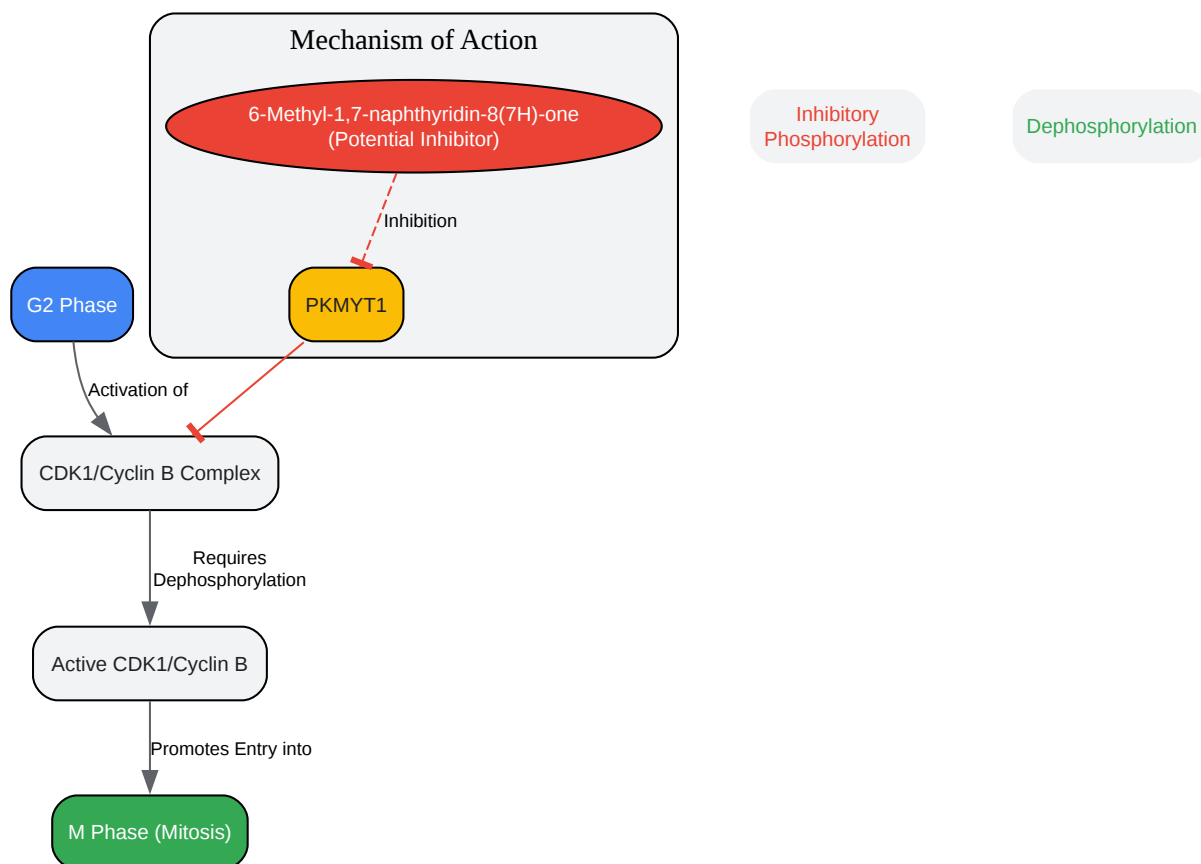 Mechanism of Action
6-Methyl-1,7-naphthyridin-8(7H)-one
(Potential Inhibitor)
Inhibitory
Phosphorylation
Dephosphorylation
Inhibition
G2 Phase
PKMYT1
Activation of
CDK1/Cyclin B Complex
Requires
Dephosphorylation
Active CDK1/Cyclin B
Promotes Entry into
M Phase (Mitosis)